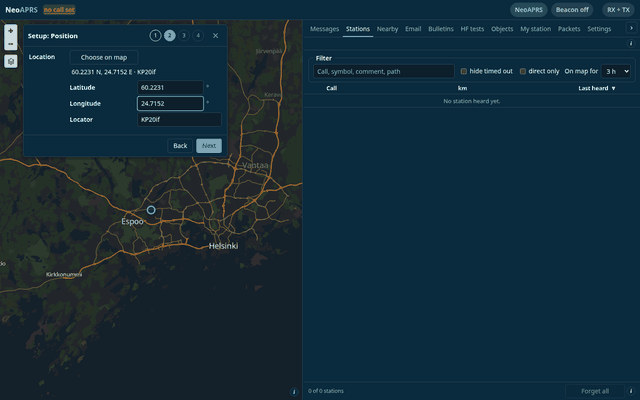 NeoAPRS no call set NeoAPRS Beacon off RX + TX
Setup: Position 1 2 3 4 ×
Location Choose on map
60.2231 N, 24.7152 E · KP20if
Latitude 60.2231 °
Longitude 24.7152 °
Locator KP20if
Back Next
+
−
Järvenpää
Kerava
Vantaa
Espoo
Helsinki
Kirkkonummi
i
Messages Stations Nearby Email Bulletins HF tests Objects My station Packets Settings
i
Filter
Call, symbol, comment, path hide timed out direct only On map for 3 h
Call km Last heard ▼
No station heard yet.
0 of 0 stations Forget all i